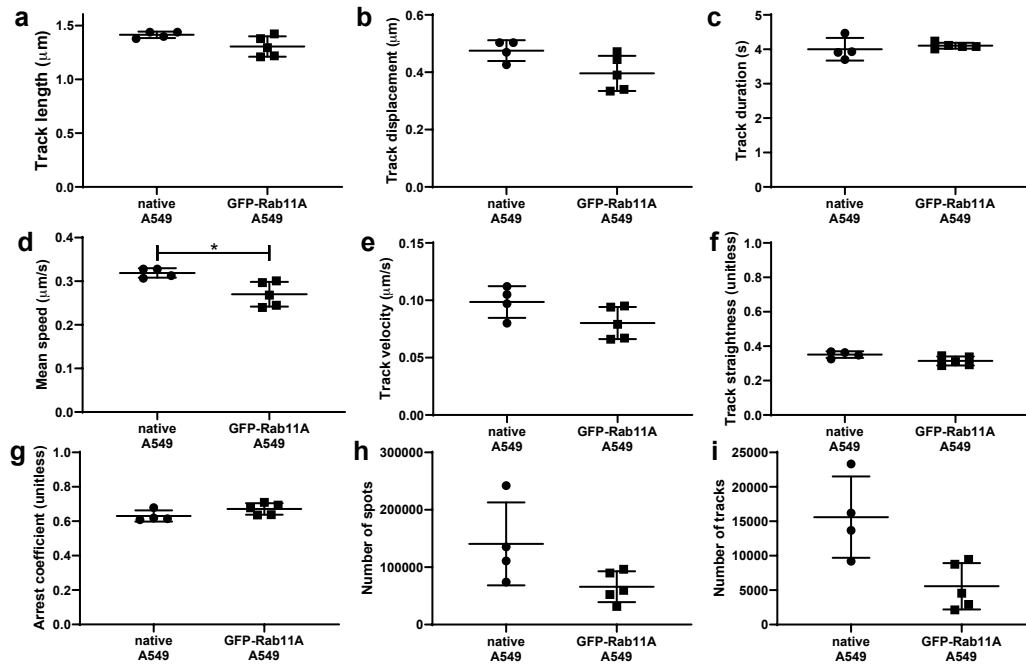 a
Track length (μm)
1.5
1.0
0.5
0.0
native
A549
GFP-Rab11A
A549
b
Track displacement (μm)
0.6
0.4
0.2
0.0
native
A549
GFP-Rab11A
A549
c
Track duration (s)
5
4
3
2
1
0
native
A549
GFP-Rab11A
A549
d
Mean speed (μm/s)
0.4
0.3
0.2
0.1
0.0
*
native
A549
GFP-Rab11A
A549
e
Track velocity (μm/s)
0.15
0.10
0.05
0.00
native
A549
GFP-Rab11A
A549
f
Track straightness (unitless)
1.0
0.8
0.6
0.4
0.2
0.0
native
A549
GFP-Rab11A
A549
g
Arrest coefficient (unitless)
1.0
0.8
0.6
0.4
0.2
0.0
native
A549
GFP-Rab11A
A549
h
Number of spots
300000
200000
100000
0
native
A549
GFP-Rab11A
A549
i
Number of tracks
25000
20000
15000
10000
5000
0
native
A549
GFP-Rab11A
A549